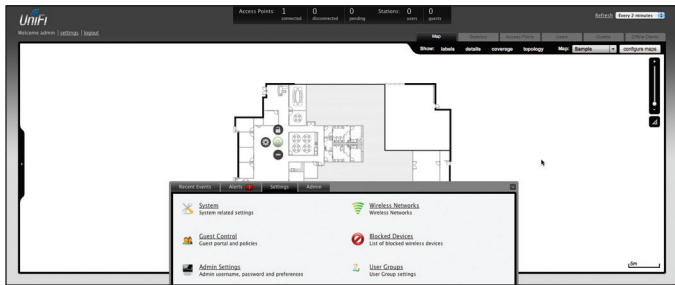 UniFi
Access Points: 1 connected 0 disconnected 0 pending Stations: 0 users 0 guests
Refresh Every 2 minutes
Welcome admin | settings | logout
Map Statistics Access Points Users Guests Offline Clients
Show: labels details coverage topology Map: Sample configure maps
Recent Events Alerts Settings Admin
System
System related settings
Wireless Networks
Wireless Networks
Guest Control
Guest portal and policies
Blocked Devices
List of blocked wireless devices
Admin Settings
Admin username, password and preferences
User Groups
User Group settings
5m